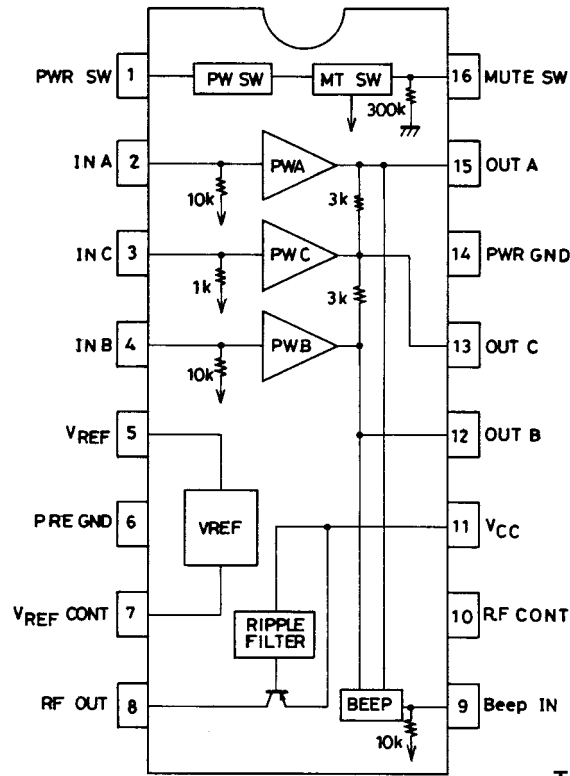 PWR SW 1 PW SW MT SW 16 MUTE SW
300k
IN A 2 PWA 15 OUT A
10k 3k
IN C 3 PWC 14 PWR GND
1k 3k
IN B 4 PWB 13 OUT C
10k
VREF 5 12 OUT B
PRE GND 6 VREF 11 VCC
VREF CONT 7 RIPPLE FILTER 10 RF CONT
RF OUT 8 BEEP 9 Beep IN
10k